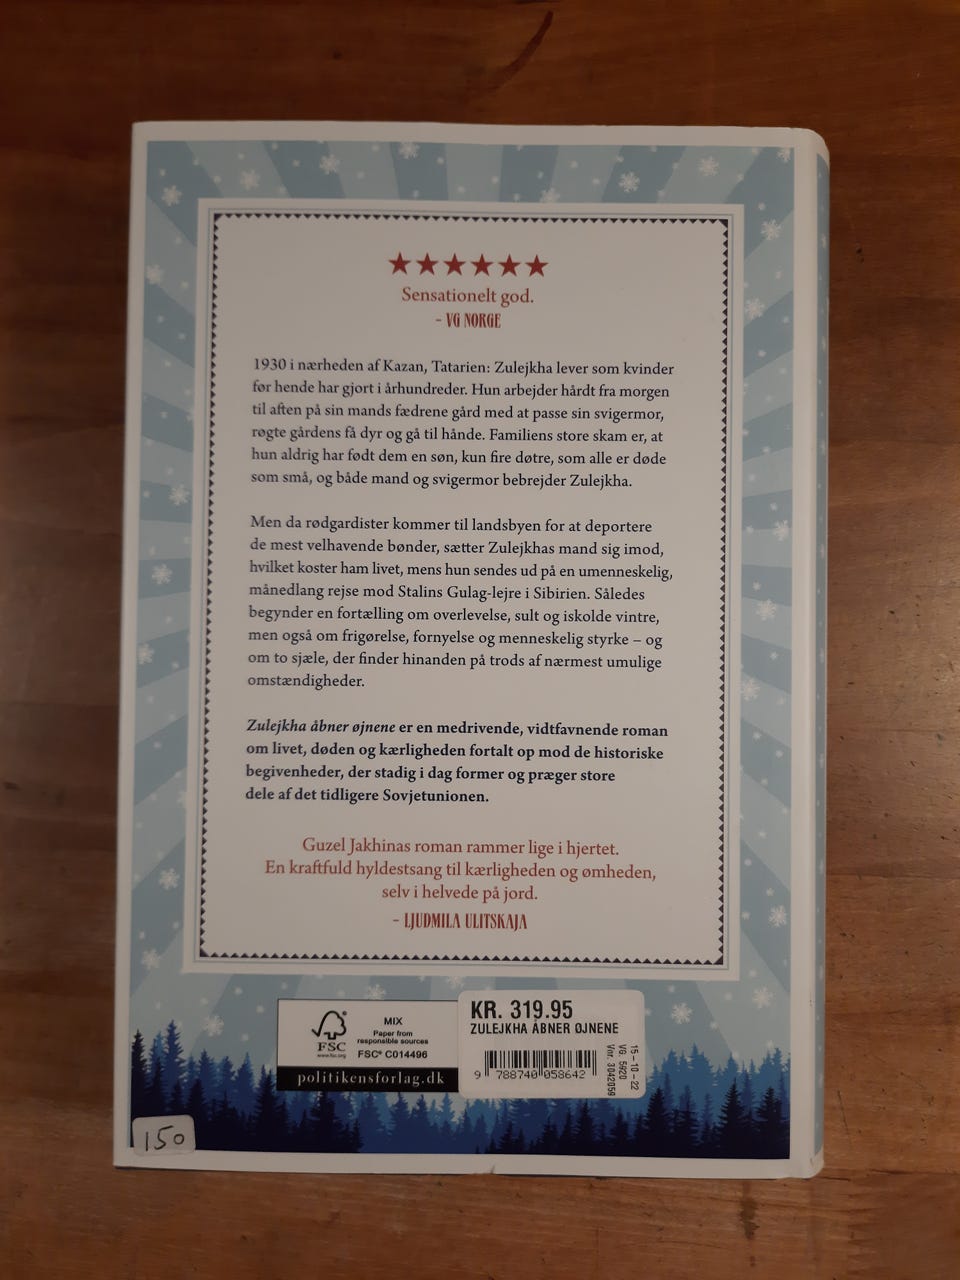 Sensationelt god.
– VG NORGE
1930 i nærheden af Kazan, Tatarien: Zulejkha lever som kvinder
før hende har gjort i århundreder. Hun arbejder hårdt fra morgen
til aften på sin mands fædrene gård med at passe sin svigermor,
røgte gårdens få dyr og gå til hånde. Familiens store skam er, at
hun aldrig har født dem en søn, kun fire døtre, som alle er døde
som små, og både mand og svigermor bebrejder Zulejkha.
Men da rødgardister kommer til landsbyen for at deportere
de mest velhavende bønder, sætter Zulejkhas mand sig imod,
hvilket koster ham livet, mens hun sendes ud på en umenneskelig,
månedlang rejse mod Stalins Gulag-lejre i Sibirien. Således
begynder en fortælling om overlevelse, sult og iskolde vintre,
men også om frigørelse, fornyelse og menneskelig styrke – og
om to sjæle, der finder hinanden på trods af nærmest umulige
omstændigheder.
Zulejkha åbner øjnene er en medrivende, vidtfavnende roman
om livet, døden og kærligheden fortalt op mod de historiske
begivenheder, der stadig i dag former og præger store
dele af det tidligere Sovjetunionen.
Guzel Jakhinas roman rammer lige i hjertet.
En kraftfuld hyldestsang til kærligheden og ømheden,
selv i helvede på jord.
– LJUDMILA ULITSKAJA
FSC
www.fsc.org
MIX
Paper from
responsible sources
FSC® C014496
politikensforlag.dk
KR. 319.95
ZULEJKHA ÅBNER ØJNENE
9 788740 058642
15-10-22
VG. 5920
Vnr. 3042059
150